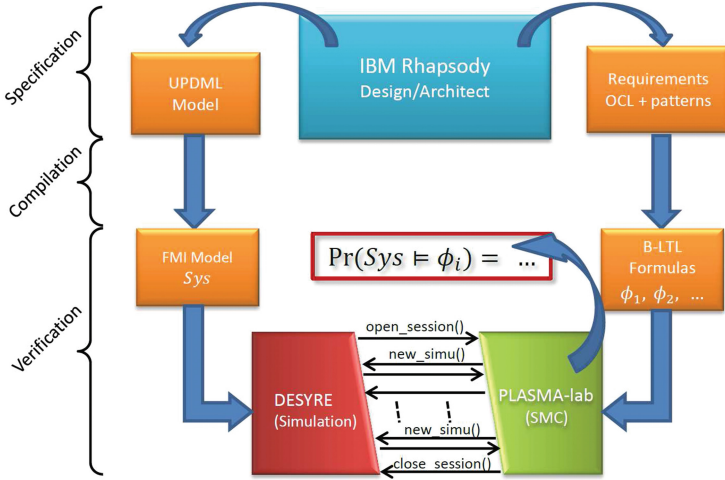 Specification
UPDML
Model
IBM Rhapsody
Design/Architect
Requirements
OCL + patterns
Compilation
Verification
FMI Model
Sys
Pr(Sys ⊨ ϕi) = ...
B-LTL
Formulas
ϕ1, ϕ2, ...
DESYRE
(Simulation)
open_session()
new_simu()
new_simu()
close_session()
PLASMA-lab
(SMC)